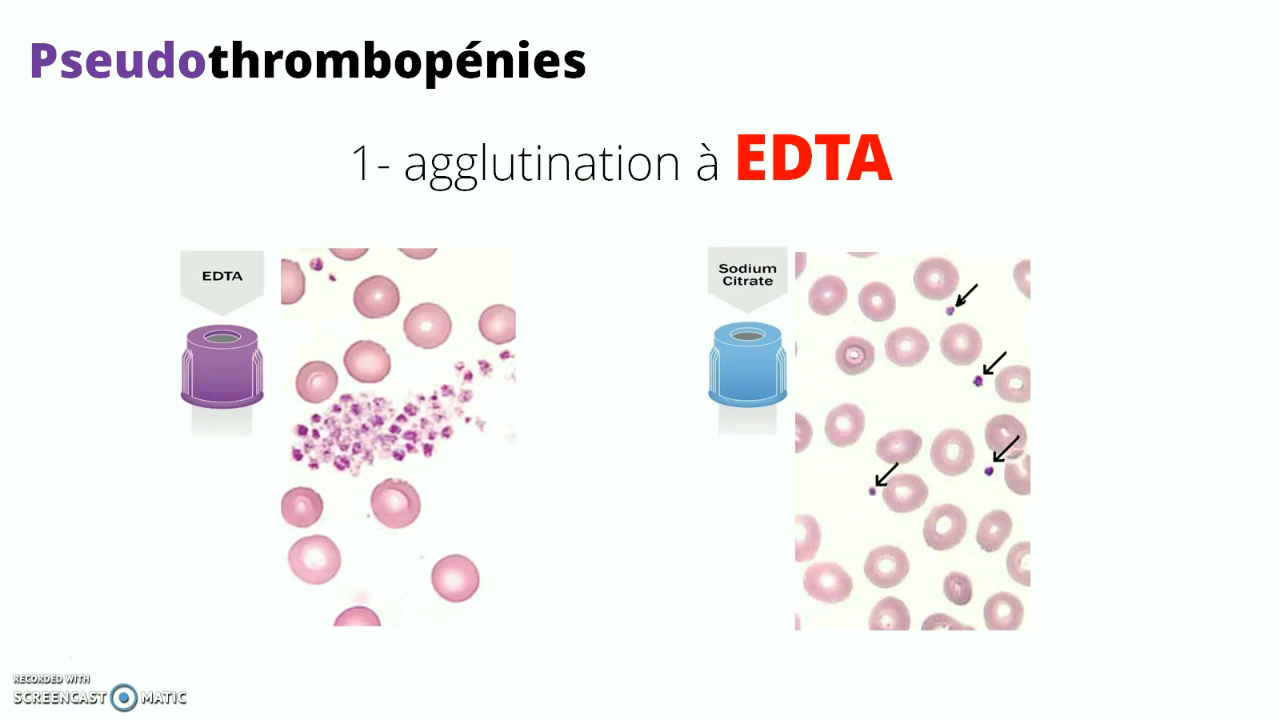 Pseudothrombopénies
1- agglutination à EDTA
EDTA
Sodium
Citrate
RECORDED WITH
SCREENCAST MATIC